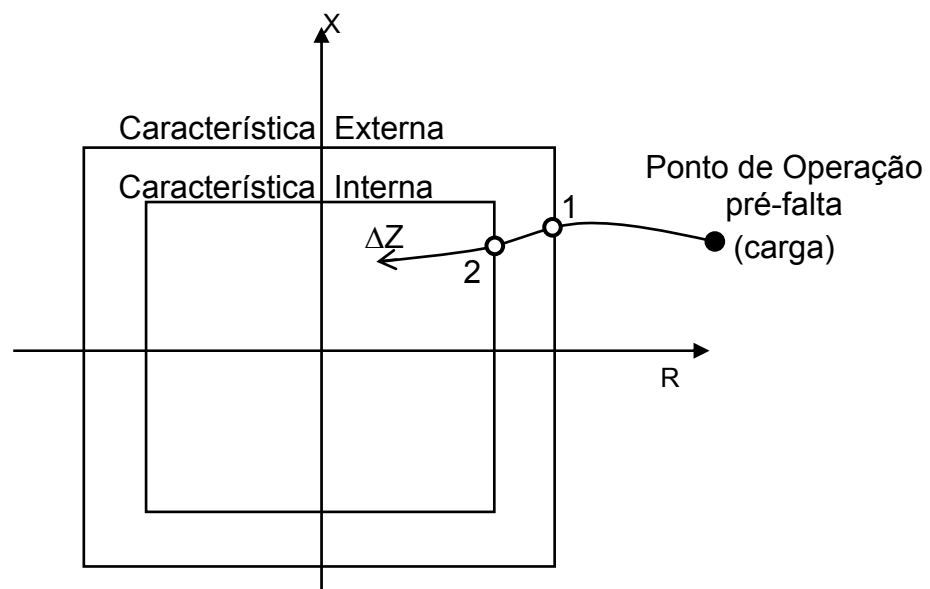 X
Característica Externa
Ponto de Operação
pré-falta
(carga)
Característica Interna
1
ΔZ
2
R